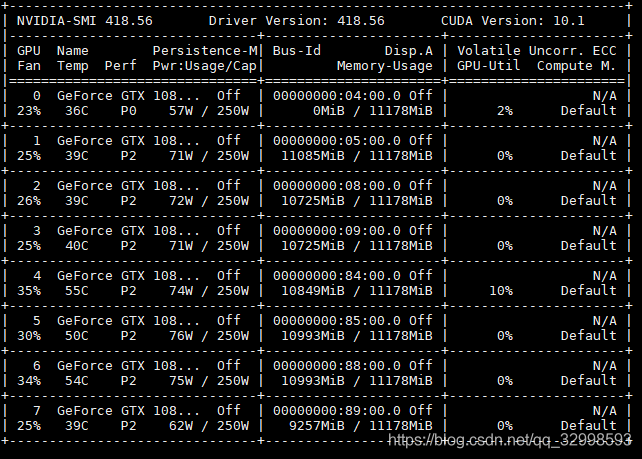 NVIDIA-SMI 418.56 Driver Version: 418.56 CUDA Version: 10.1
GPU Name Persistence-M| Bus-Id Disp.A | Volatile Uncorr. ECC
Fan Temp Perf Pwr:Usage/Cap| Memory-Usage | GPU-Util Compute M.
0 GeForce GTX 108... Off | 00000000:04:00.0 Off | N/A
23% 36C P0 57W / 250W | 0MiB / 11178MiB | 2% Default
1 GeForce GTX 108... Off | 00000000:05:00.0 Off | N/A
25% 39C P2 71W / 250W | 11085MiB / 11178MiB | 0% Default
2 GeForce GTX 108... Off | 00000000:08:00.0 Off | N/A
26% 39C P2 72W / 250W | 10725MiB / 11178MiB | 0% Default
3 GeForce GTX 108... Off | 00000000:09:00.0 Off | N/A
25% 40C P2 71W / 250W | 10725MiB / 11178MiB | 0% Default
4 GeForce GTX 108... Off | 00000000:84:00.0 Off | N/A
35% 55C P2 74W / 250W | 10849MiB / 11178MiB | 10% Default
5 GeForce GTX 108... Off | 00000000:85:00.0 Off | N/A
30% 50C P2 76W / 250W | 10993MiB / 11178MiB | 0% Default
6 GeForce GTX 108... Off | 00000000:88:00.0 Off | N/A
34% 54C P2 75W / 250W | 10993MiB / 11178MiB | 0% Default
7 GeForce GTX 108... Off | 00000000:89:00.0 Off | N/A
25% 39C P2 62W / 250W | 9257MiB / 11178MiB | 0% Default
https://blog.csdn.net/qq_32998593